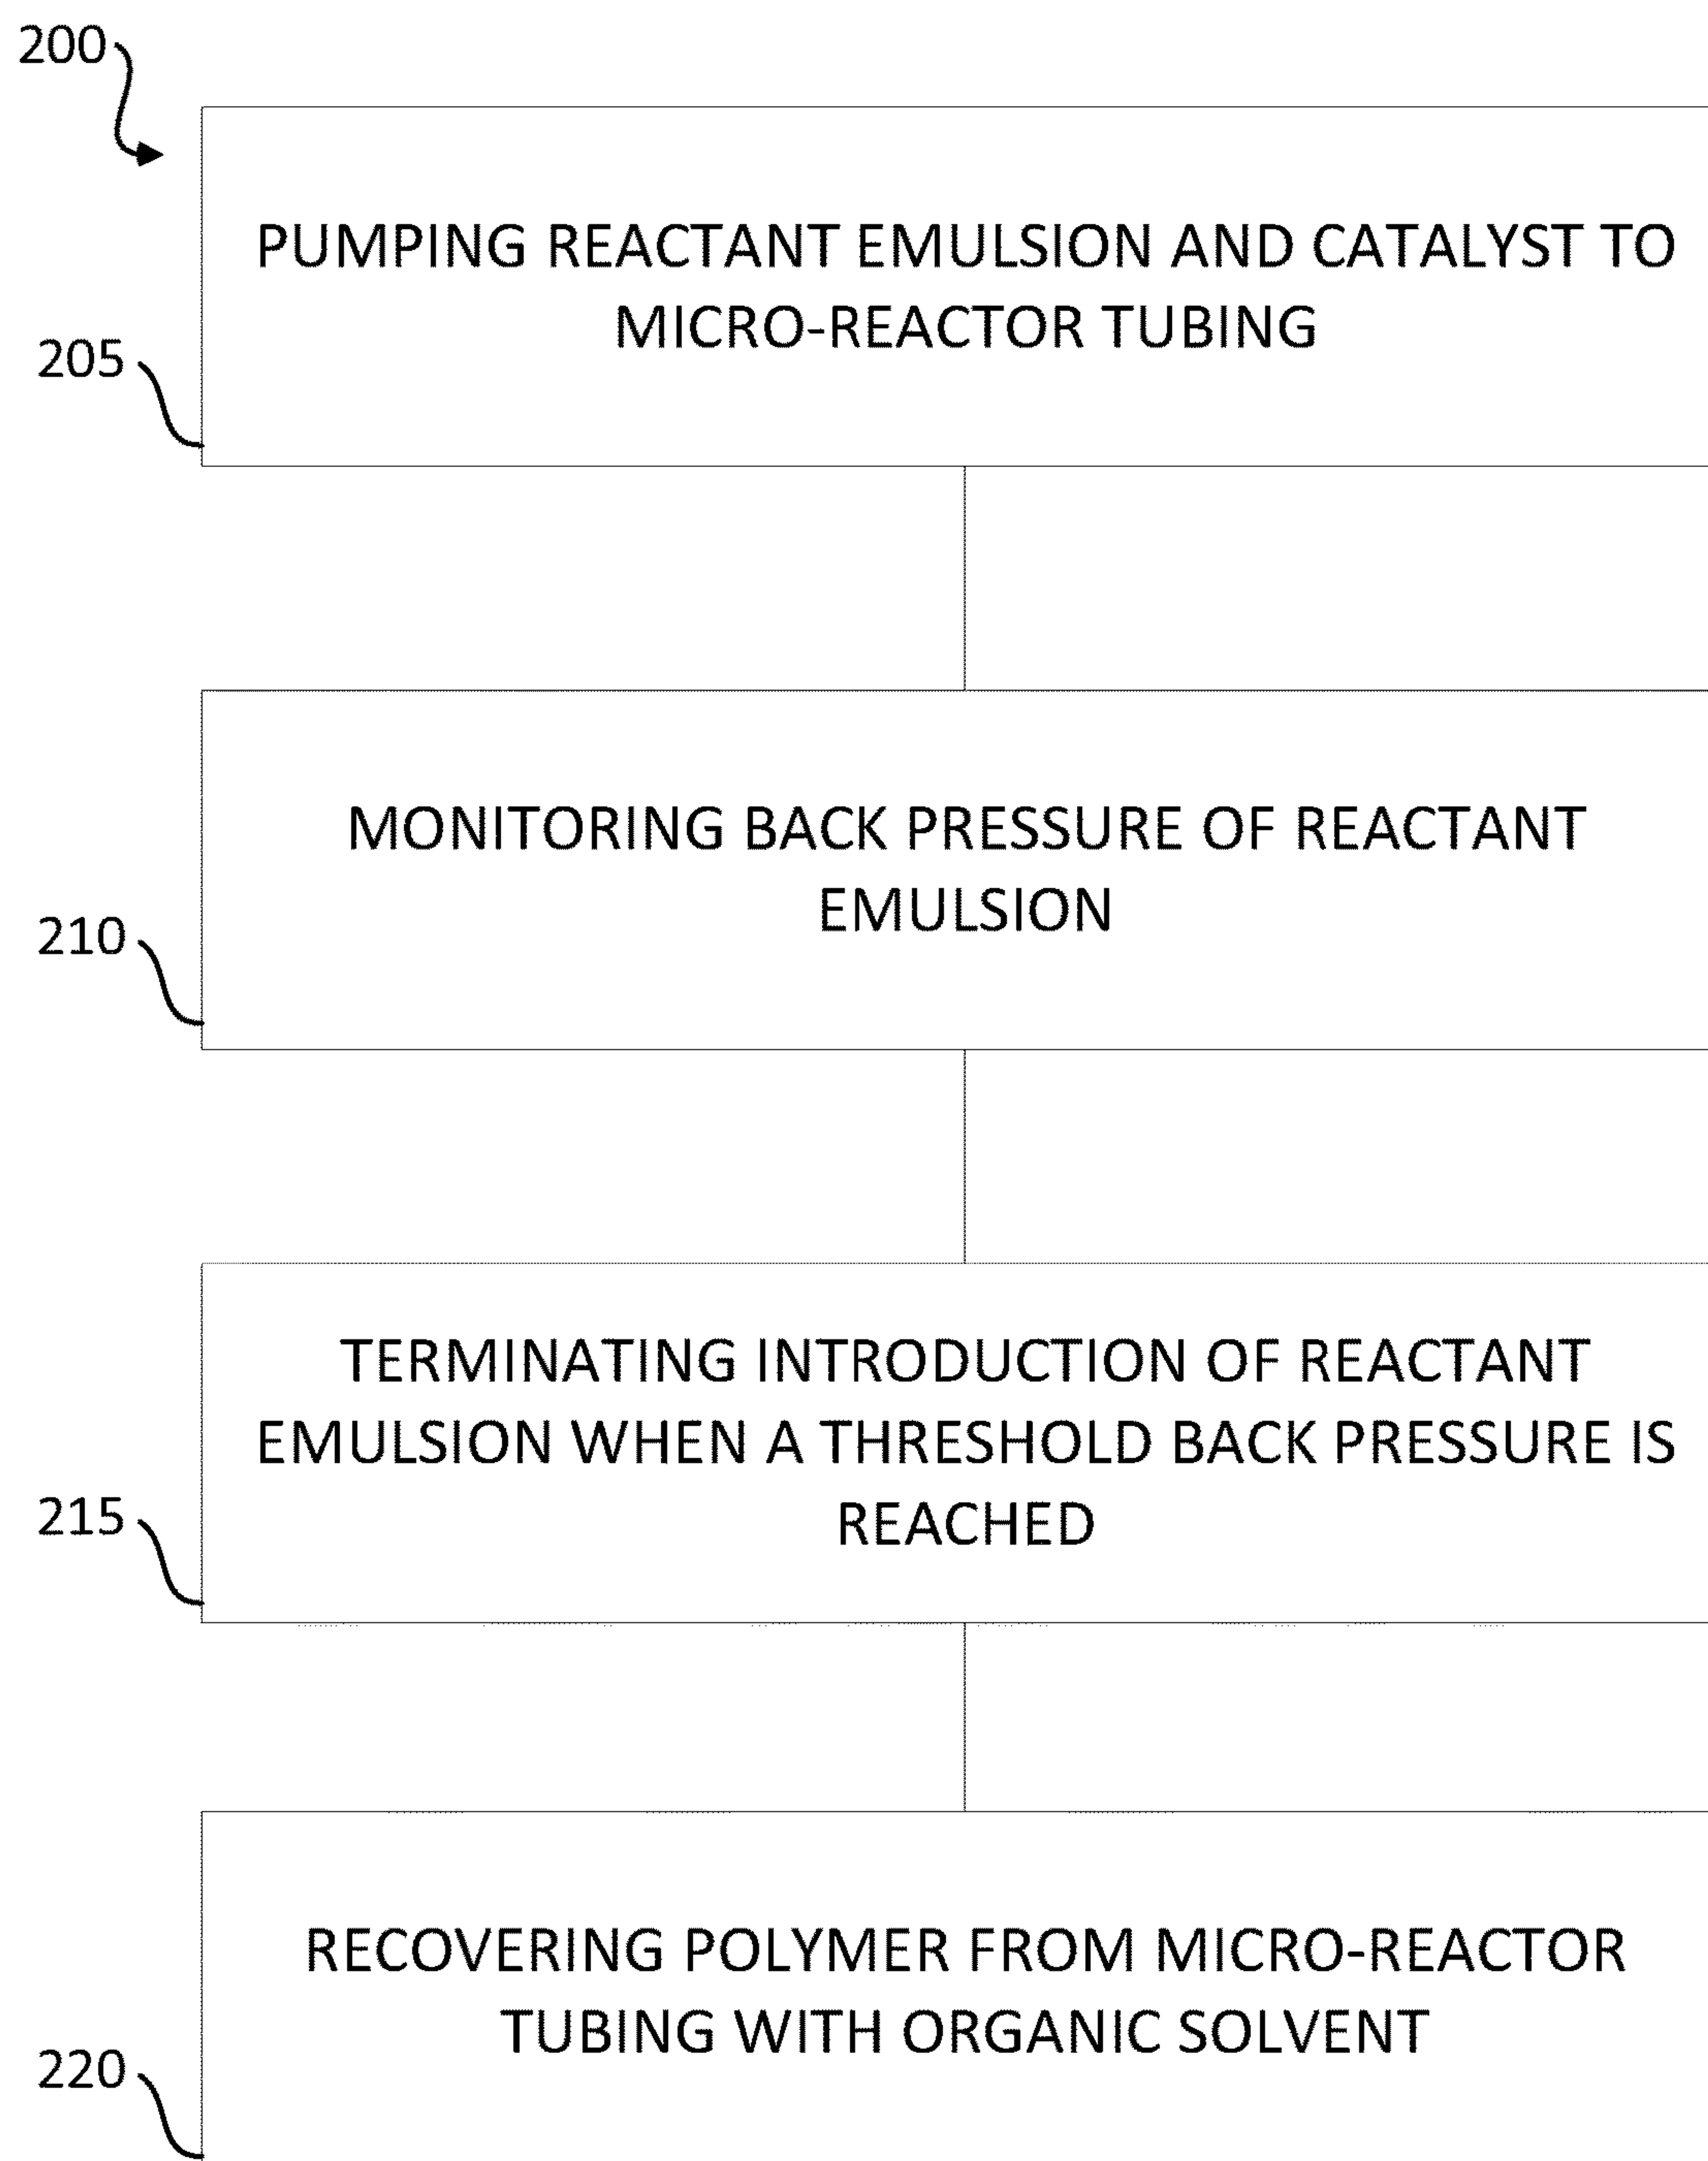 200
PUMPING REACTANT EMULSION AND CATALYST TO
MICRO-REACTOR TUBING
205
MONITORING BACK PRESSURE OF REACTANT
EMULSION
210
TERMINATING INTRODUCTION OF REACTANT
EMULSION WHEN A THRESHOLD BACK PRESSURE IS
REACHED
215
RECOVERING POLYMER FROM MICRO-REACTOR
TUBING WITH ORGANIC SOLVENT
220